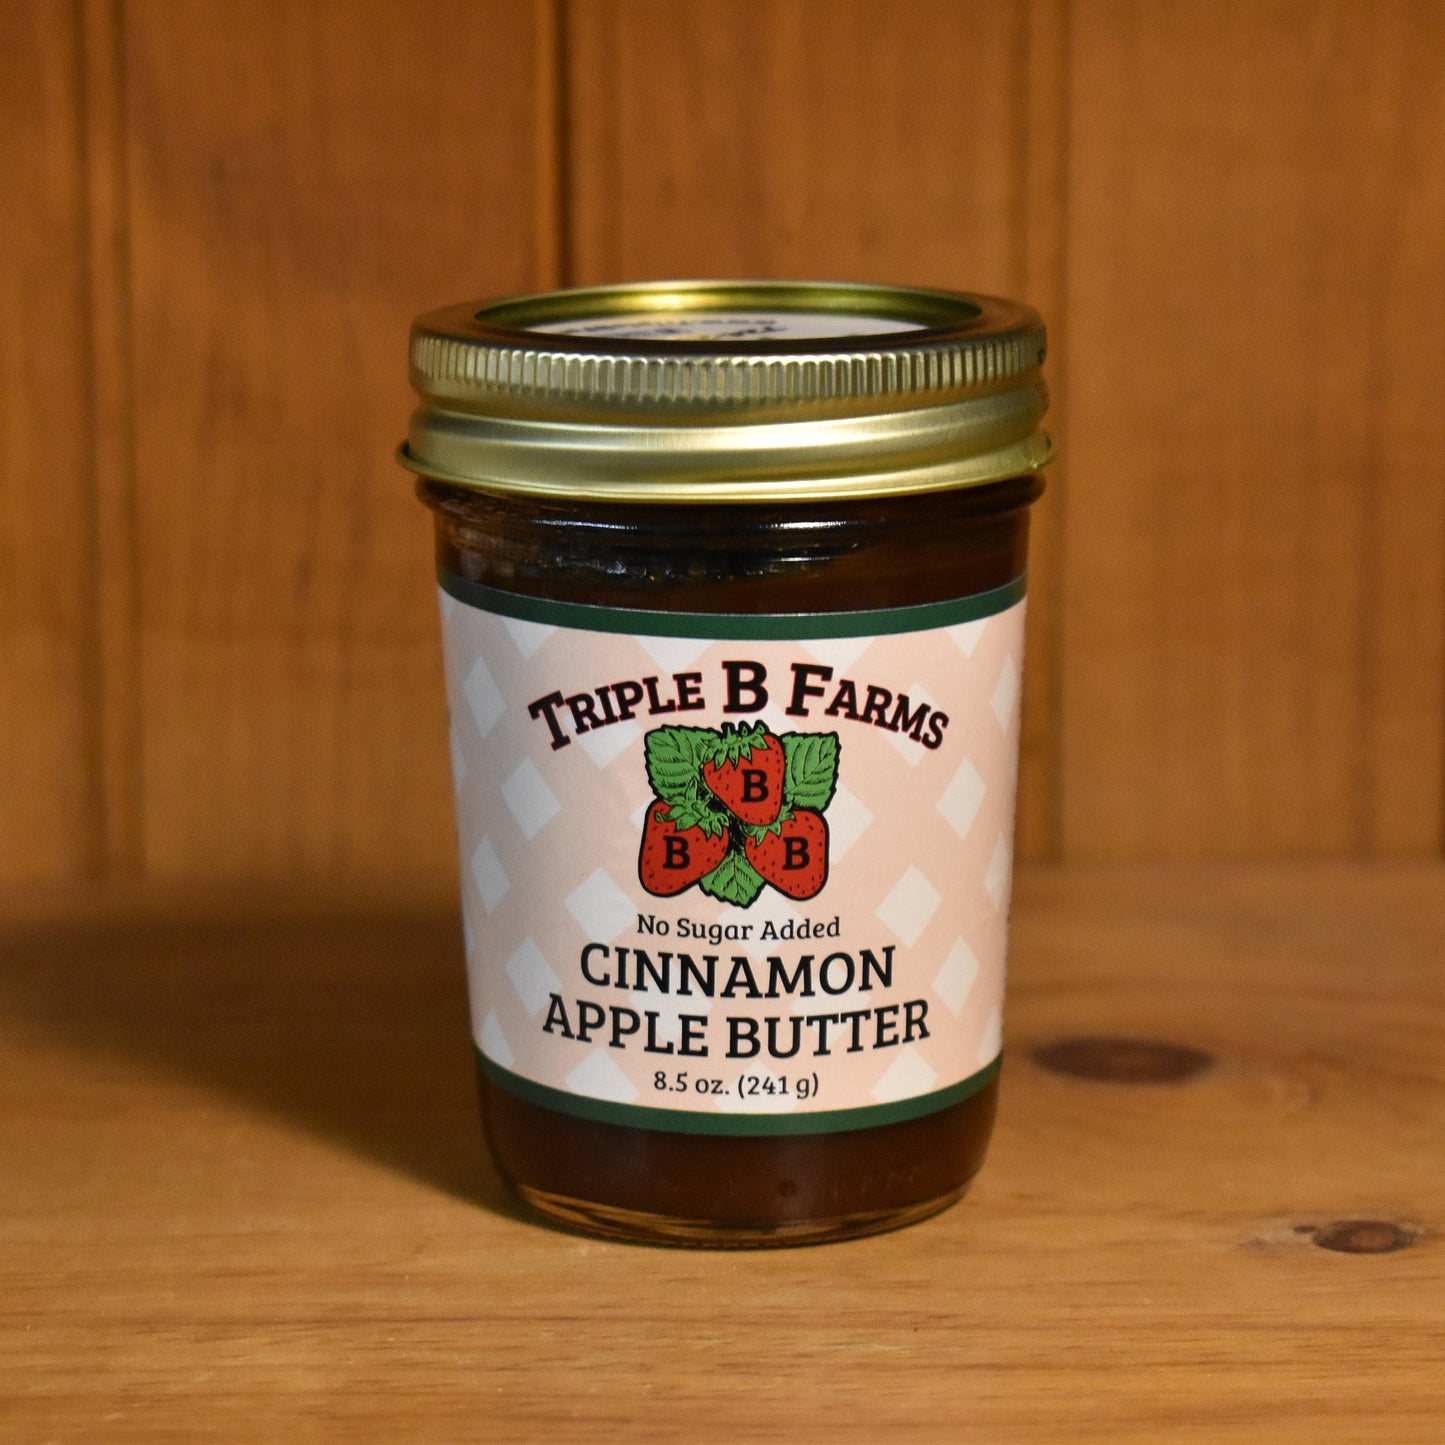 TRIPLE B FARMS
B
B B
No Sugar Added
CINNAMON
APPLE BUTTER
8.5 oz. (241 g)